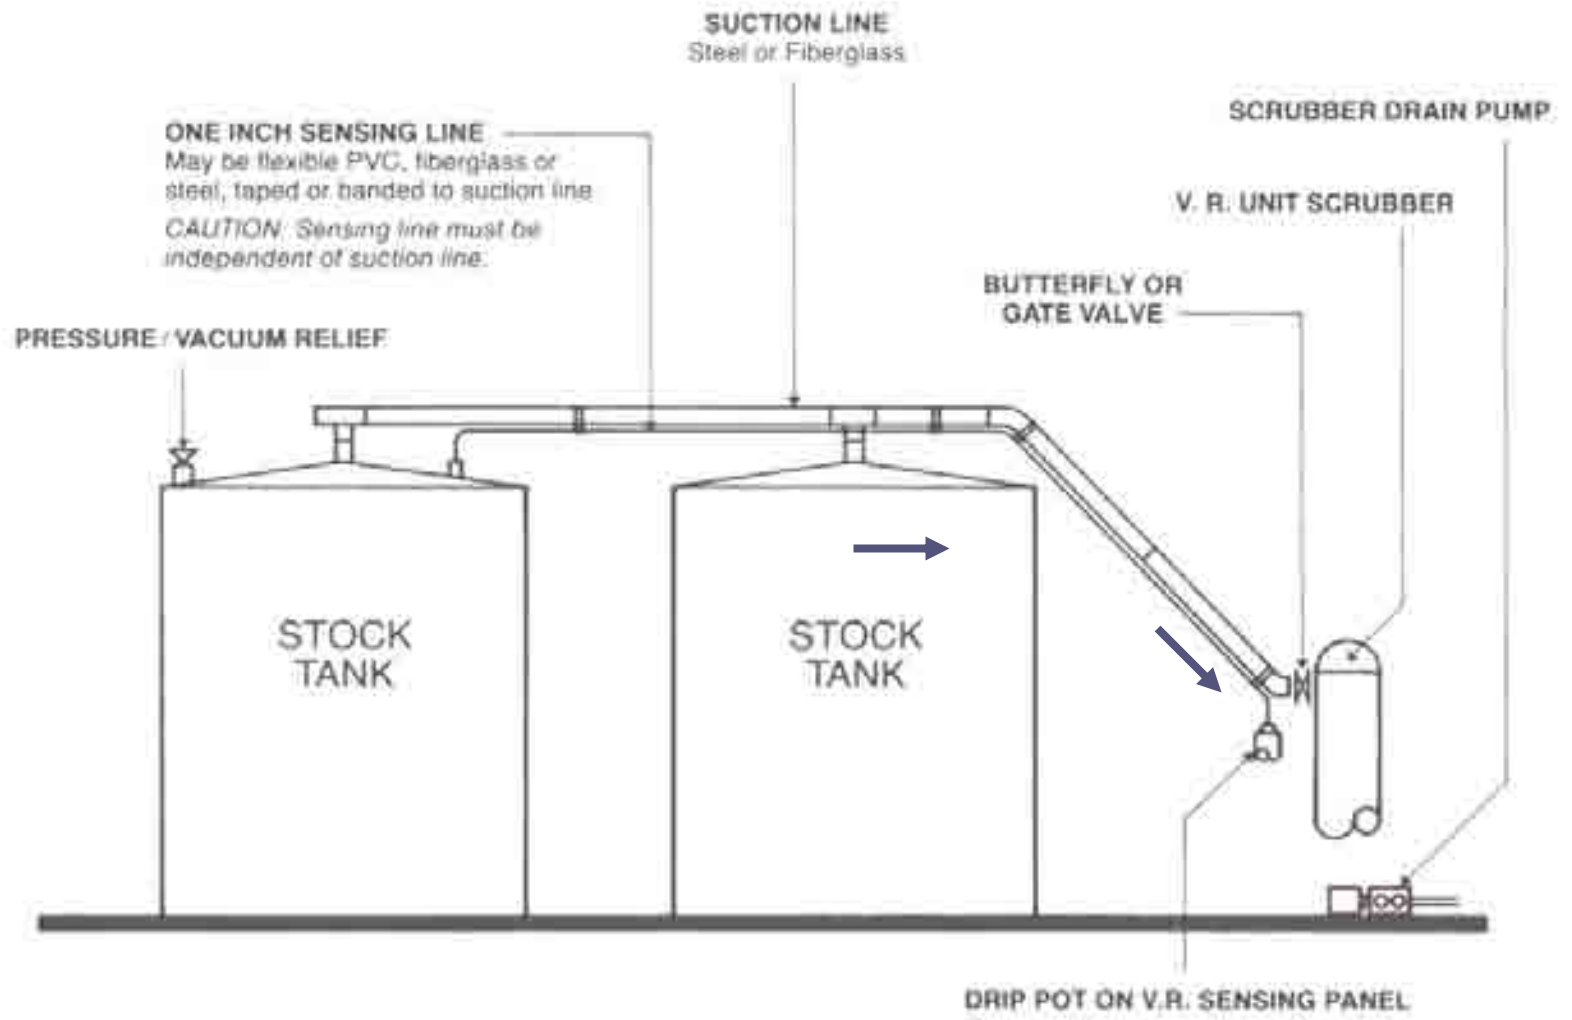 SUCTION LINE
Steel or Fiberglass
SCRUBBER DRAIN PUMP
ONE INCH SENSING LINE
May be flexible PVC, fiberglass or
steel, taped or banded to suction line
CAUTION: Sensing line must be
independent of suction line.
V. R. UNIT SCRUBBER
BUTTERFLY OR
GATE VALVE
PRESSURE / VACUUM RELIEF
STOCK
TANK
STOCK
TANK
DRIP POT ON V.R. SENSING PANEL